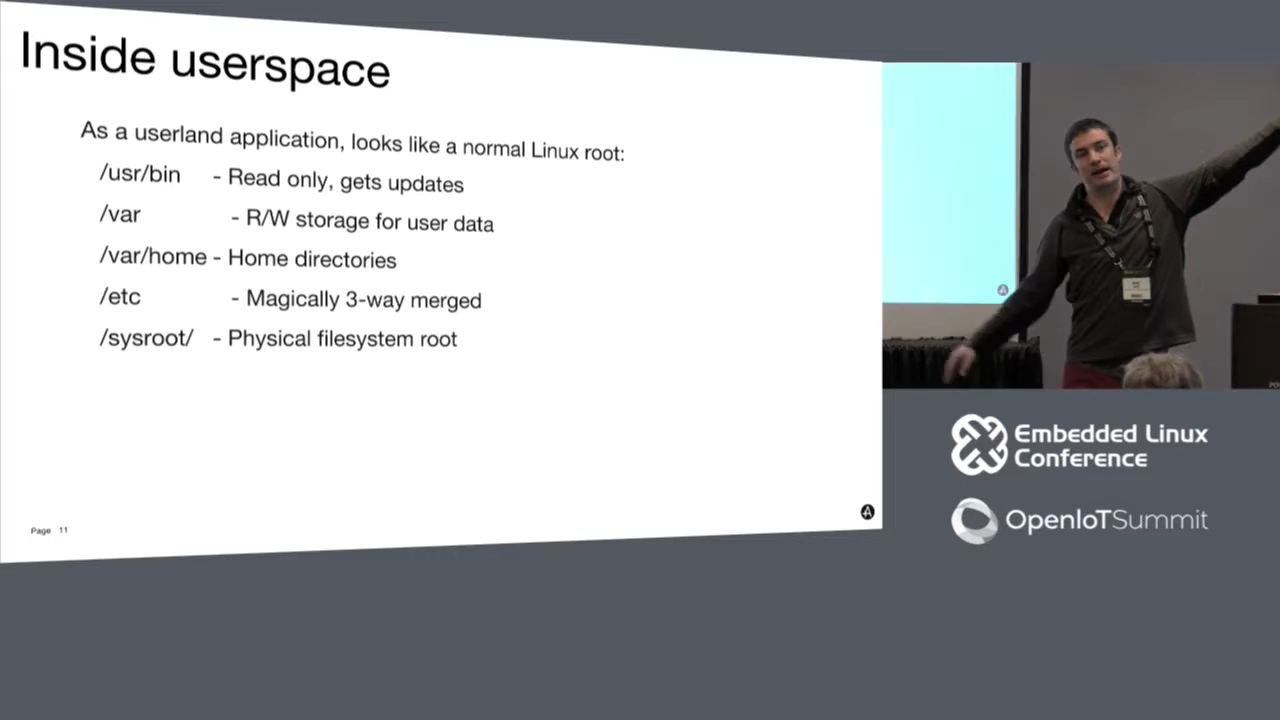 Inside userspace
As a userland application, looks like a normal Linux root:
/usr/bin - Read only, gets updates
/var - R/W storage for user data
/var/home - Home directories
/etc - Magically 3-way merged
/sysroot/ - Physical filesystem root
Page 11
Embedded Linux
Conference
OpenIoTSummit